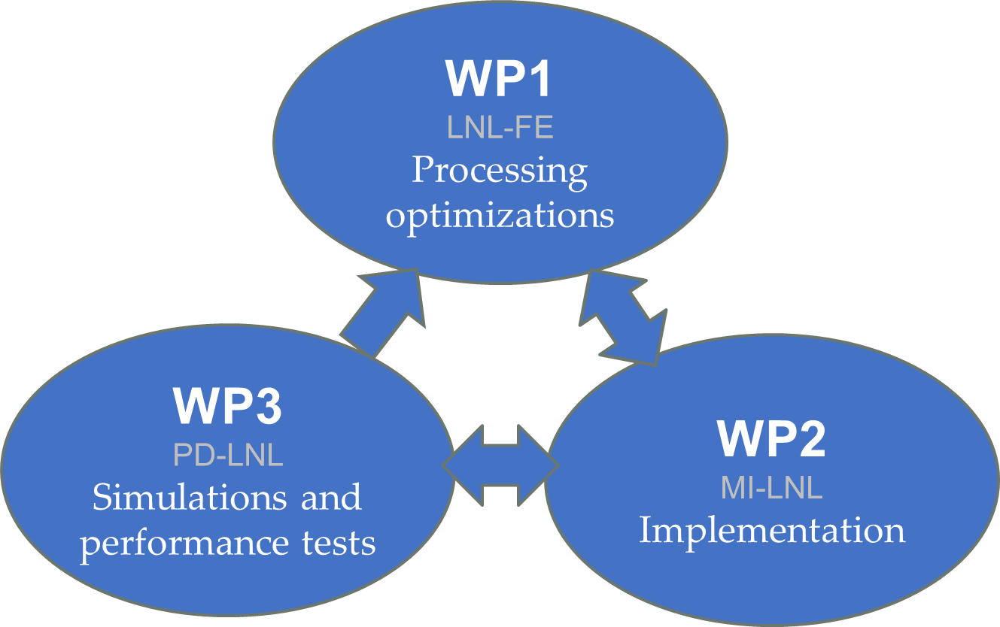 WP1
LNL-FE
Processing
optimizations
WP3
PD-LNL
Simulations and
performance tests
WP2
MI-LNL
Implementation